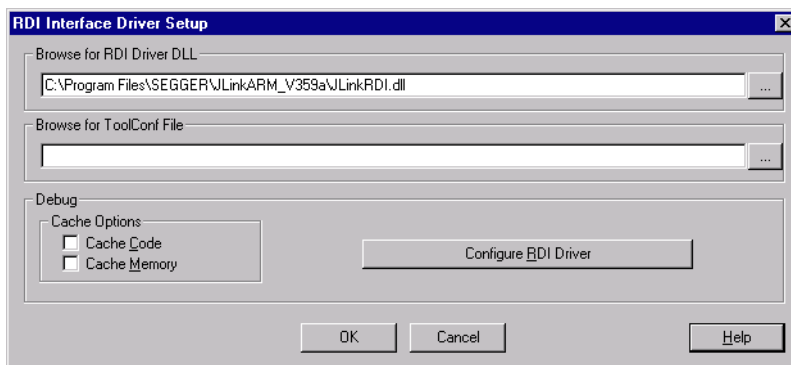 RDI Interface Driver Setup
Browse for RDI Driver DLL
C:\Program Files\SEGGER\JLinkARM_V359a\JLinkRDI.dll
...
Browse for ToolConf File
...
Debug
Cache Options
Cache Code
Cache Memory
Configure RDI Driver
OK
Cancel
Help